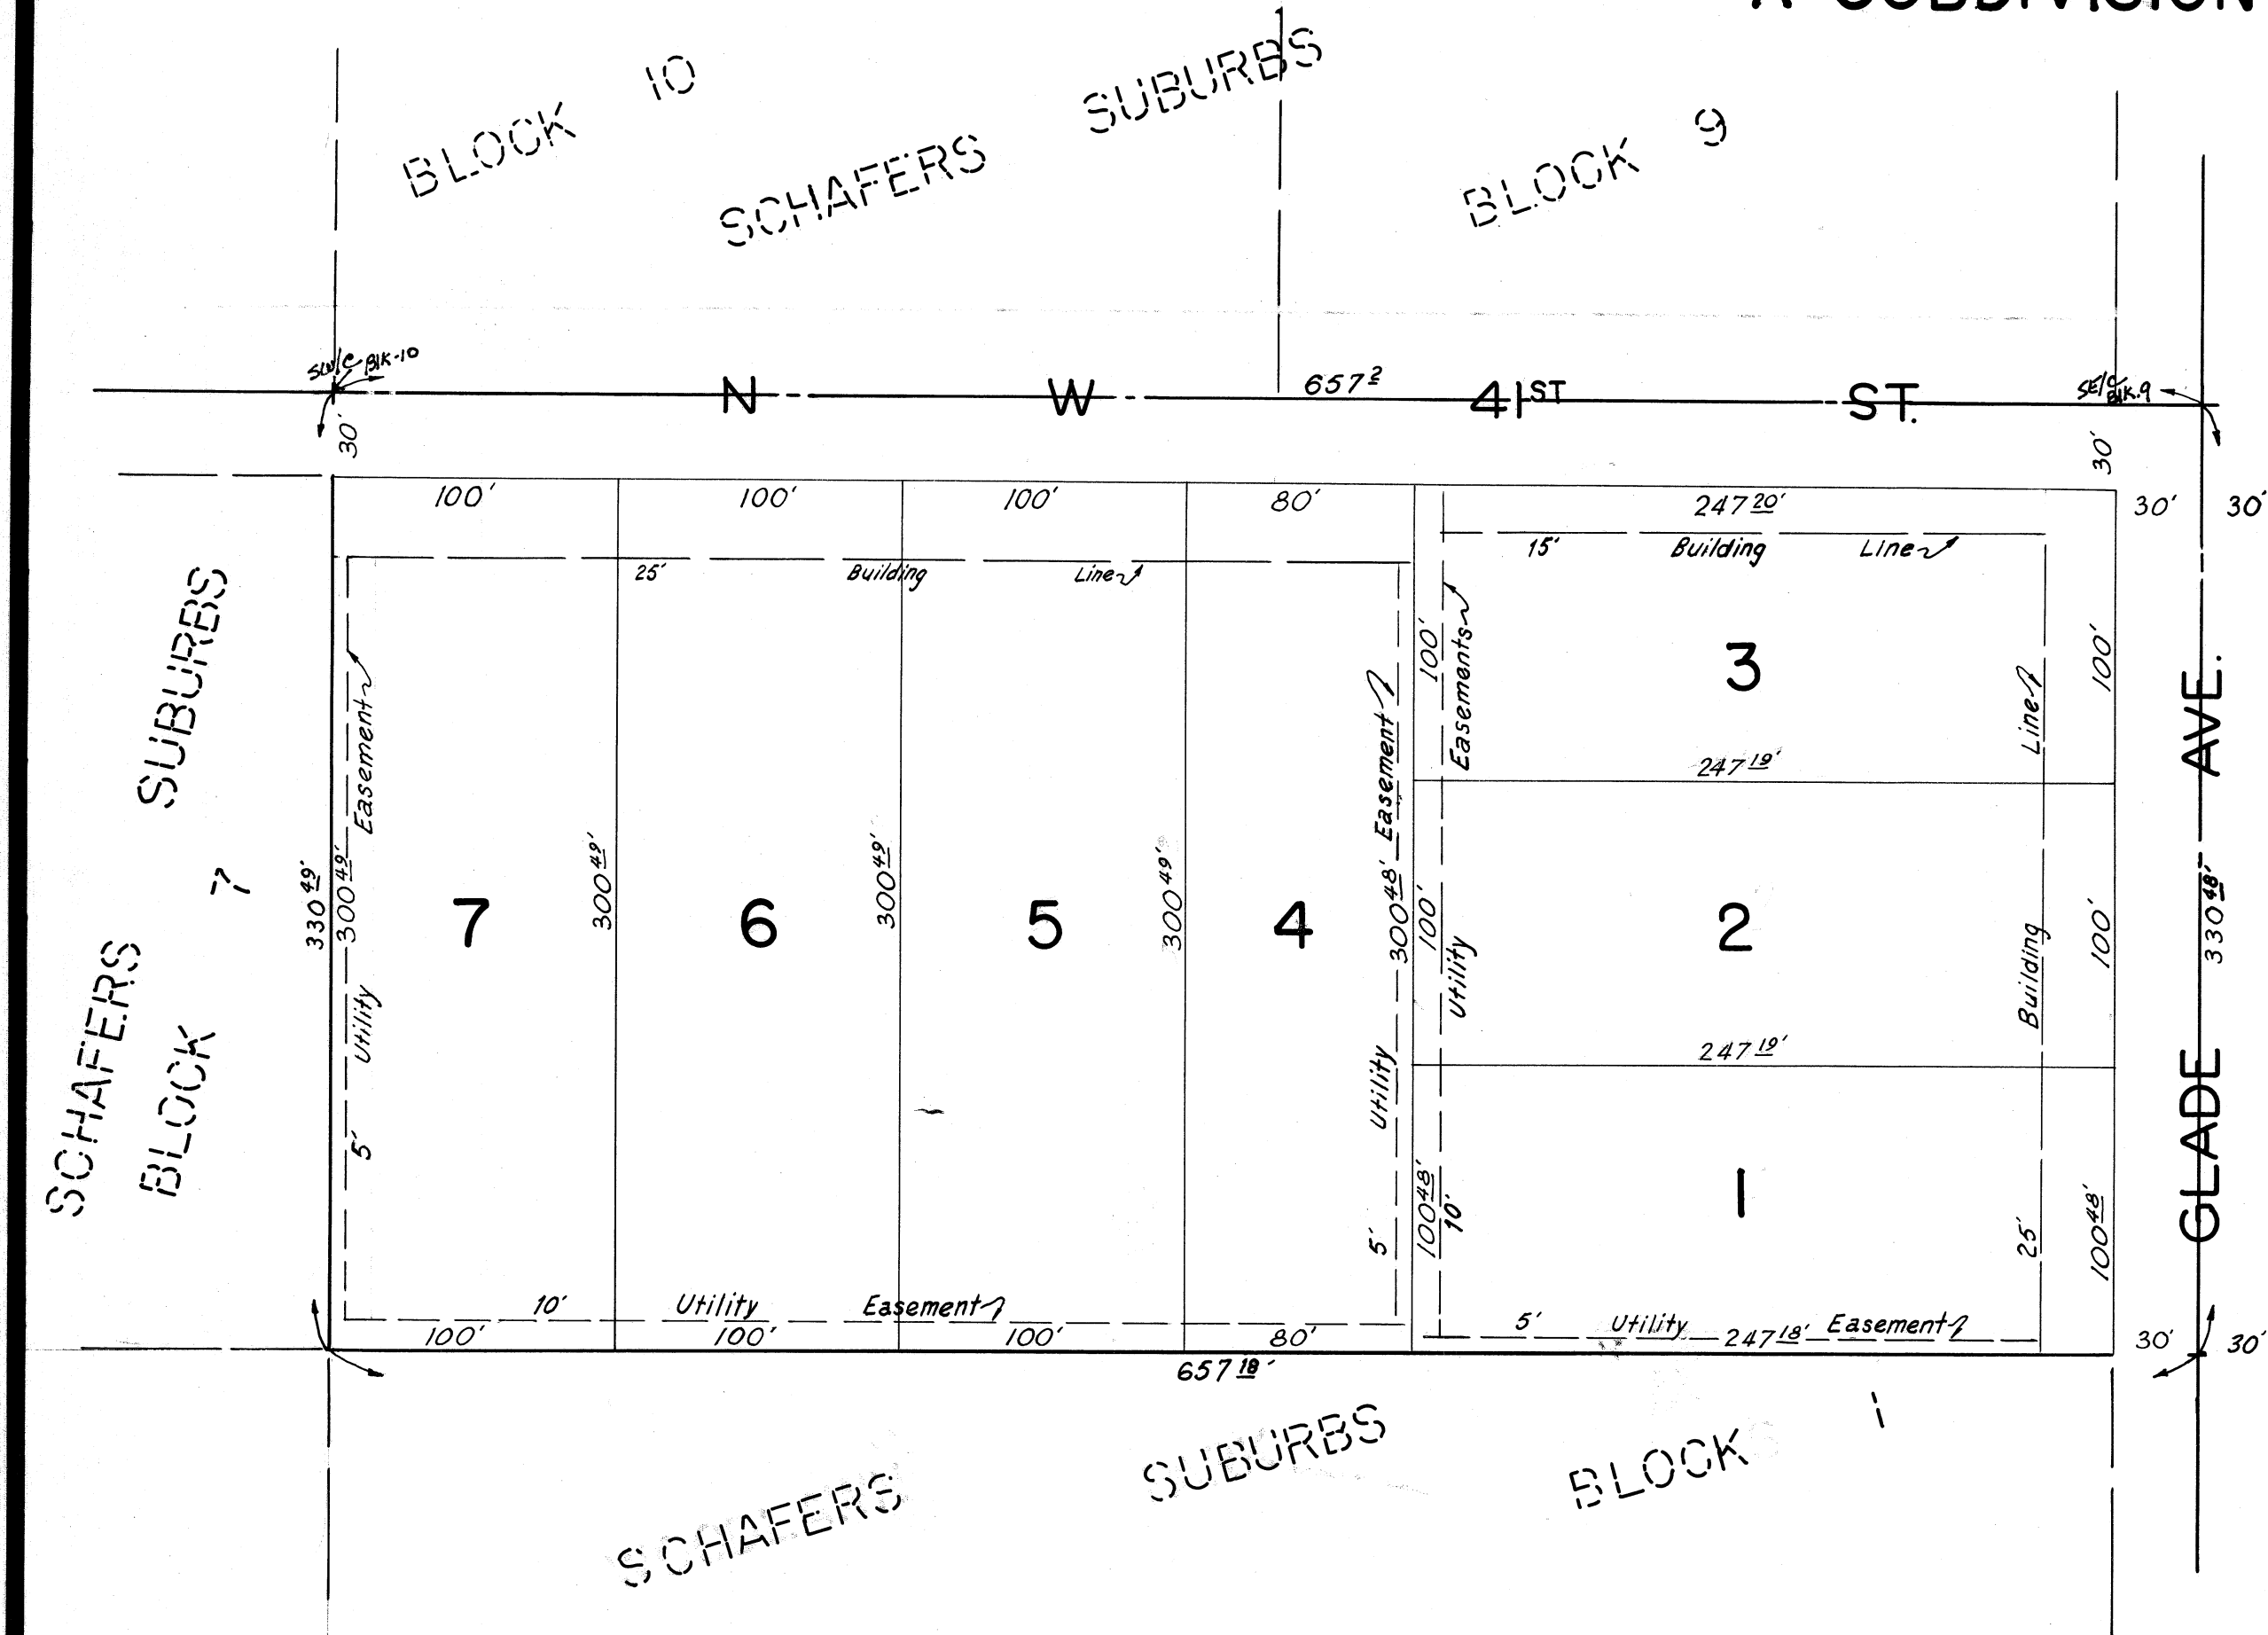 A SUBDIVISION
BLOCK 10
SCHAFERS SUBURBS
BLOCK 9
SW/C Blk-10
N W 41ST ST.
657 2
SE/C Blk.9
30'
30'
100' 100' 100' 80' 247 20'
30' 30'
25' Building Line
15' Building Line
SCHAFERS SUBURBS
BLOCK 7
330 49'
300 49'
5' Utility Easement
7
300 49'
6
300 49'
5
300 49'
4
5' Utility Easement
300 48'
100'
100'
100 48'
10' Utility Easements
3
247 19'
2
247 19'
1
25' Building Line
100'
100'
100 48'
GLADE AVE.
330 48'
10' Utility Easement
5' Utility Easement
100' 100' 100' 80' 247 18'
30' 30'
657 18'
SCHAFERS SUBURBS BLOCK 1